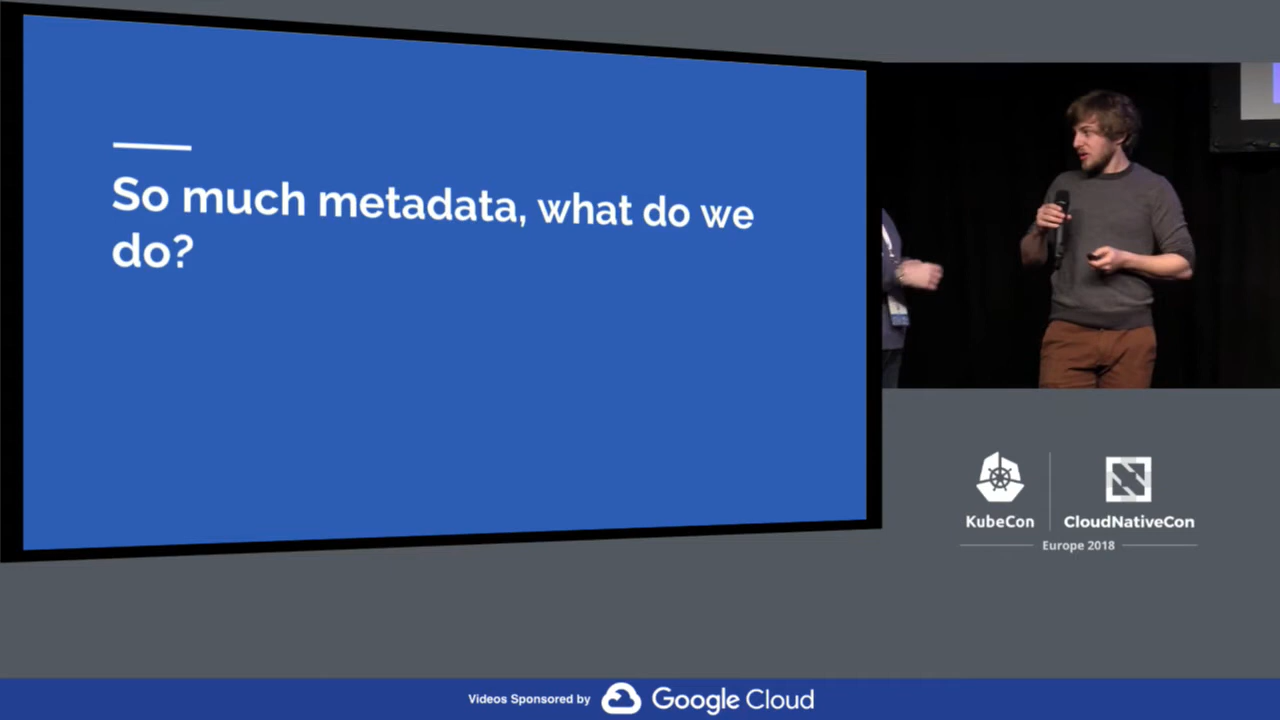 So much metadata, what do we
do?
KubeCon
CloudNativeCon
Europe 2018
Videos Sponsored by Google Cloud